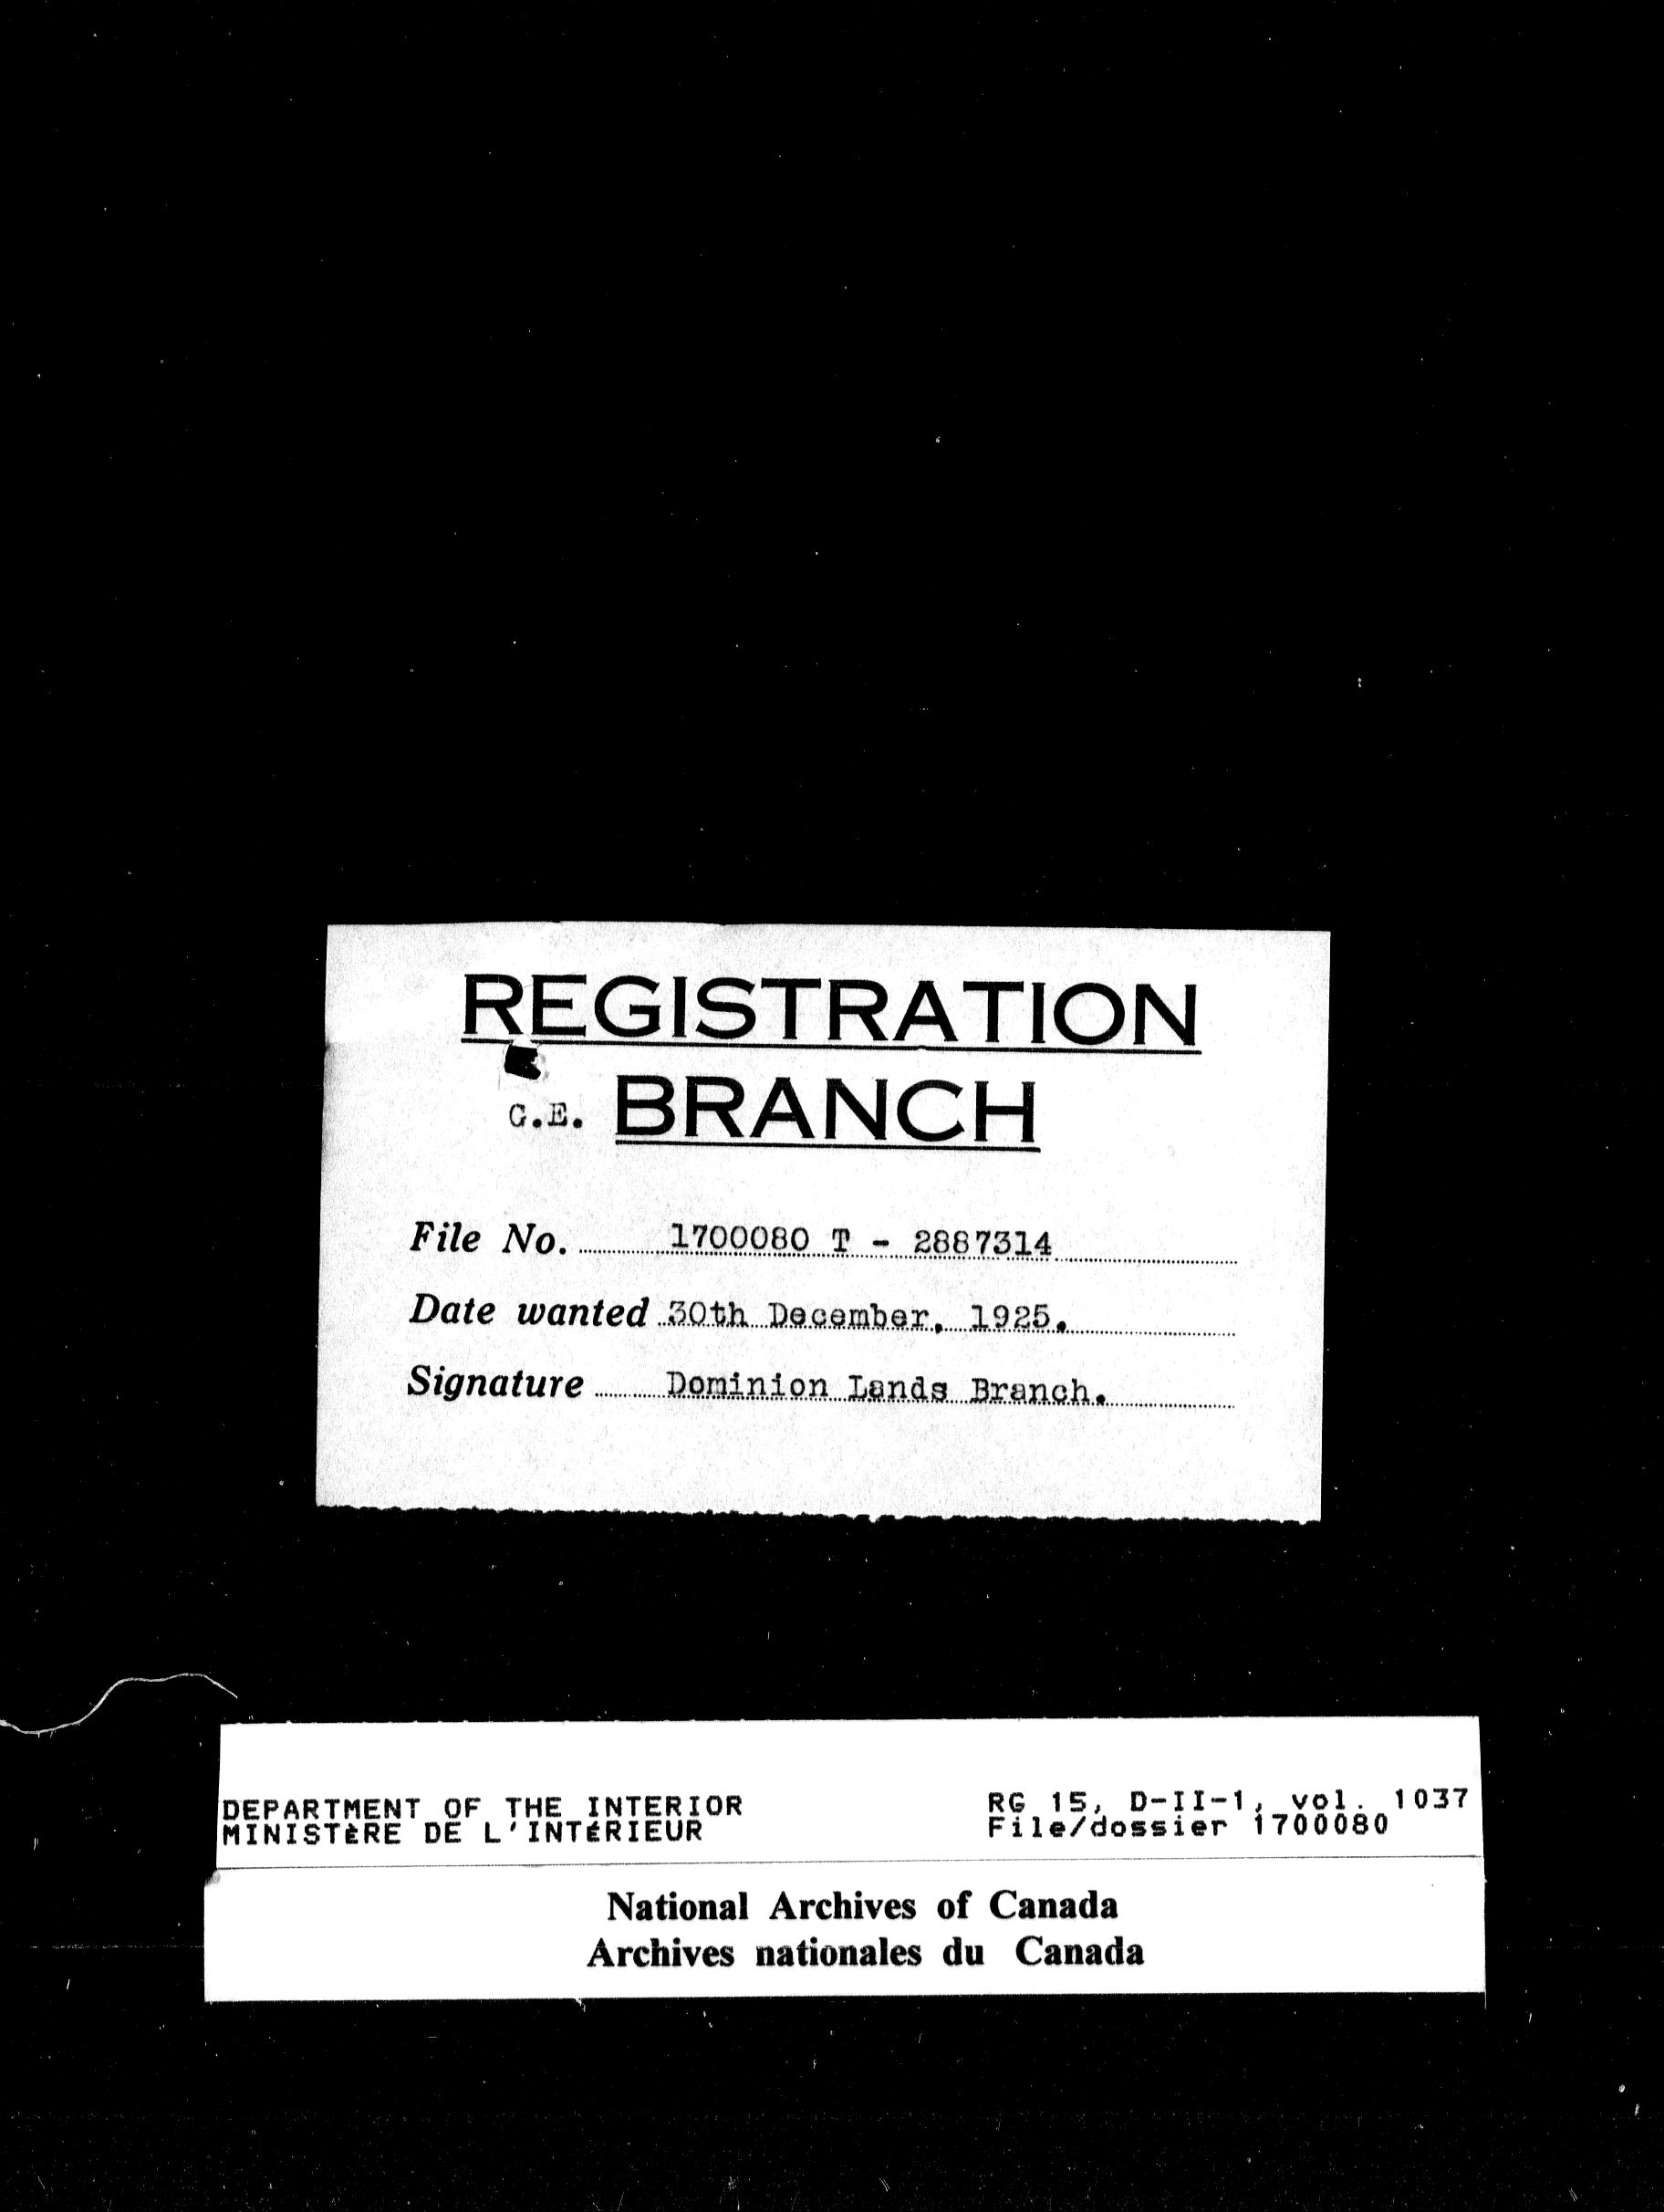 REGISTRATION
G.E. BRANCH
File No. 1700080 T - 2887314
Date wanted 30th December, 1925.
Signature Dominion Lands Branch.
DEPARTMENT OF THE INTERIOR RG 15, D-II-1, vol. 1037
MINISTÈRE DE L'INTÉRIEUR File/dossier 1700080
National Archives of Canada
Archives nationales du Canada